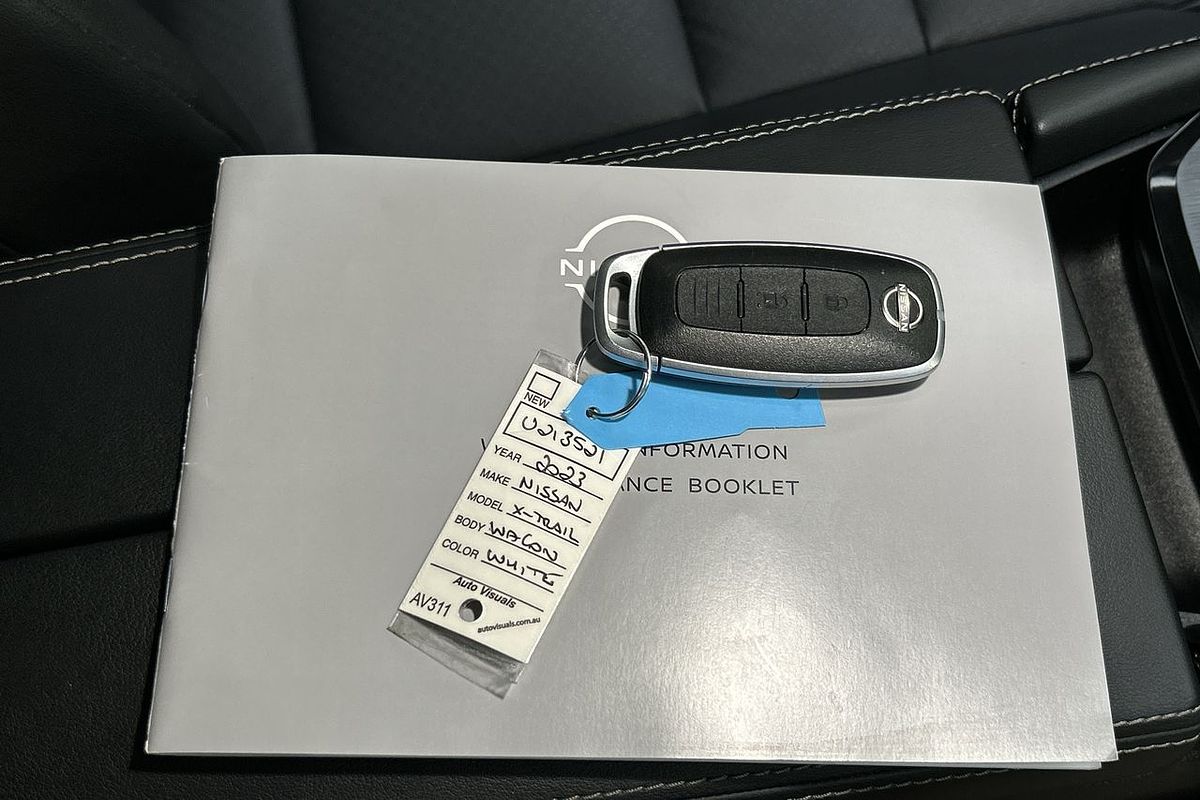 NISSAN
NEW
U213521
YEAR 2023
MAKE NISSAN
MODEL X-TRAIL
BODY WAGON
COLOR WHITE
Auto Visuals
AV311
autovisuals.com.au
NFORMATION
ANCE BOOKLET